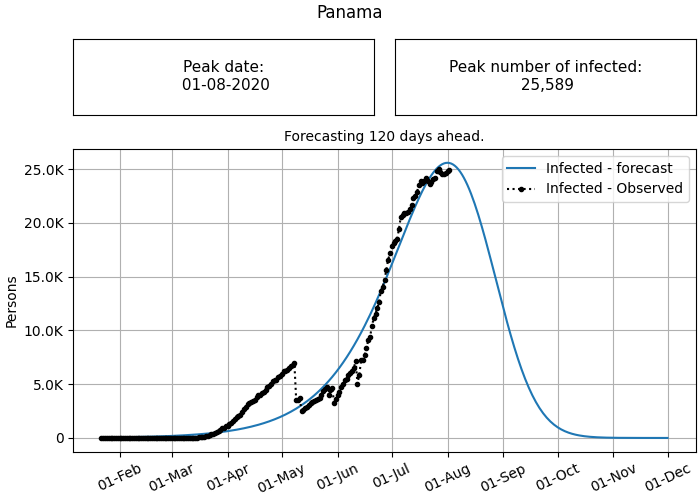 Panama
Peak date:
01-08-2020
Peak number of infected:
25,589
Forecasting 120 days ahead.
Infected - forecast
Infected - Observed
25.0K
20.0K
15.0K
10.0K
5.0K
0
Persons
01-Feb
01-Mar
01-Apr
01-May
01-Jun
01-Jul
01-Aug
01-Sep
01-Oct
01-Nov
01-Dec